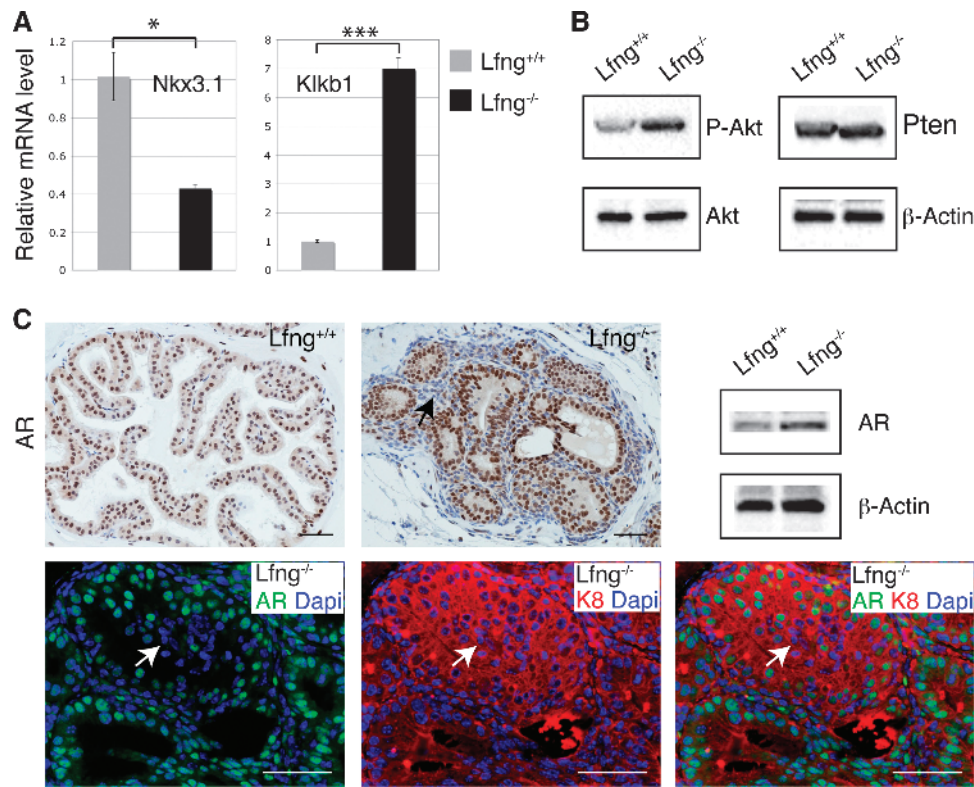 A
Relative mRNA level
1.2
1
0.8
0.6
0.4
0.2
0
*
Nkx3.1
8
7
6
5
4
3
2
1
0
***
Klkb1
Lfng+/+
Lfng-/-
B
Lfng+/+ Lfng-/-
P-Akt
Akt
Lfng+/+ Lfng-/-
Pten
β-Actin
C
AR
Lfng+/+
Lfng-/-
Lfng+/+ Lfng-/-
AR
β-Actin
Lfng-/-
AR Dapi
Lfng-/-
K8 Dapi
Lfng-/-
AR K8 Dapi